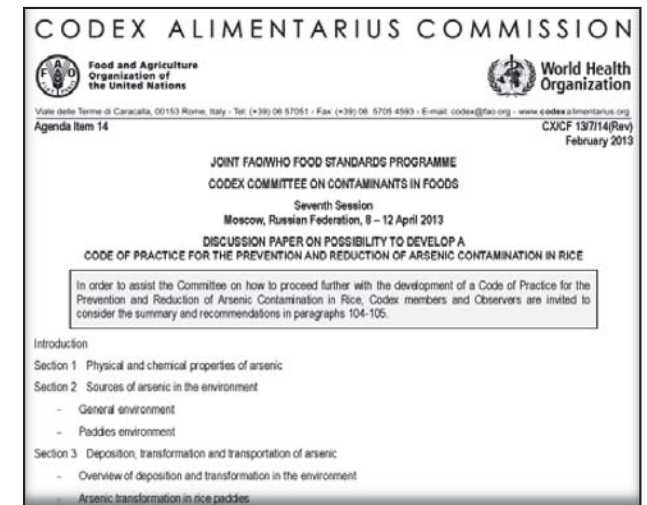 CODEX ALIMENTARIUS COMMISSION
Food and Agriculture
Organization of
the United Nations
World Health
Organization
Viale delle Terme di Caracalla, 00153 Rome, Italy - Tel: (+39) 06 57051 - Fax: (+39) 06 5705 4593 - E-mail: codex@fao.org - www.codexalimentarius.org
Agenda Item 14
CX/CF 13/7/14(Rev)
February 2013
JOINT FAO/WHO FOOD STANDARDS PROGRAMME
CODEX COMMITTEE ON CONTAMINANTS IN FOODS
Seventh Session
Moscow, Russian Federation, 8 – 12 April 2013
DISCUSSION PAPER ON POSSIBILITY TO DEVELOP A
CODE OF PRACTICE FOR THE PREVENTION AND REDUCTION OF ARSENIC CONTAMINATION IN RICE
In order to assist the Committee on how to proceed further with the development of a Code of Practice for the
Prevention and Reduction of Arsenic Contamination in Rice, Codex members and Observers are invited to
consider the summary and recommendations in paragraphs 104-105.
Introduction
Section 1 Physical and chemical properties of arsenic
Section 2 Sources of arsenic in the environment
- General environment
- Paddies environment
Section 3 Deposition, transformation and transportation of arsenic
- Overview of deposition and transformation in the environment
- Arsenic transformation in rice paddies